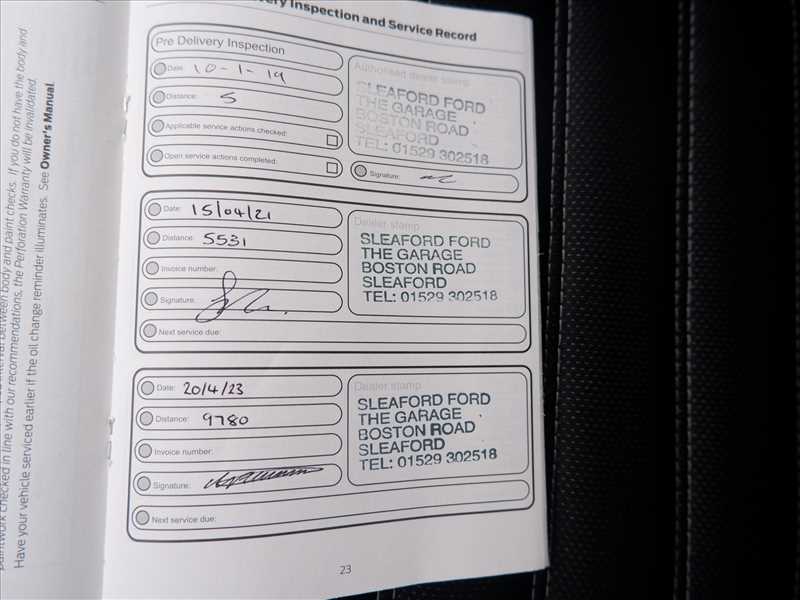 paintwork checked in line with our recommendations, the Perforation Warranty will be invalidated.
between body and paint checks. If you do not have the body and
Have your vehicle serviced earlier if the oil change reminder illuminates. See Owner's Manual.
Inspection and Service Record
Pre Delivery Inspection
Date: 10-1-19
Distance: 5
Applicable service actions checked:
Open service actions completed:
Authorised dealer stamp
SLEAFORD FORD
THE GARAGE
BOSTON ROAD
SLEAFORD
TEL: 01529 302518
Signature:
Date: 15/04/21
Distance: 5531
Invoice number:
Signature:
Next service due:
Dealer stamp
SLEAFORD FORD
THE GARAGE
BOSTON ROAD
SLEAFORD
TEL: 01529 302518
Date: 20/4/23
Distance: 9780
Invoice number:
Signature:
Next service due:
Dealer stamp
SLEAFORD FORD
THE GARAGE
BOSTON ROAD
SLEAFORD
TEL: 01529 302518
23